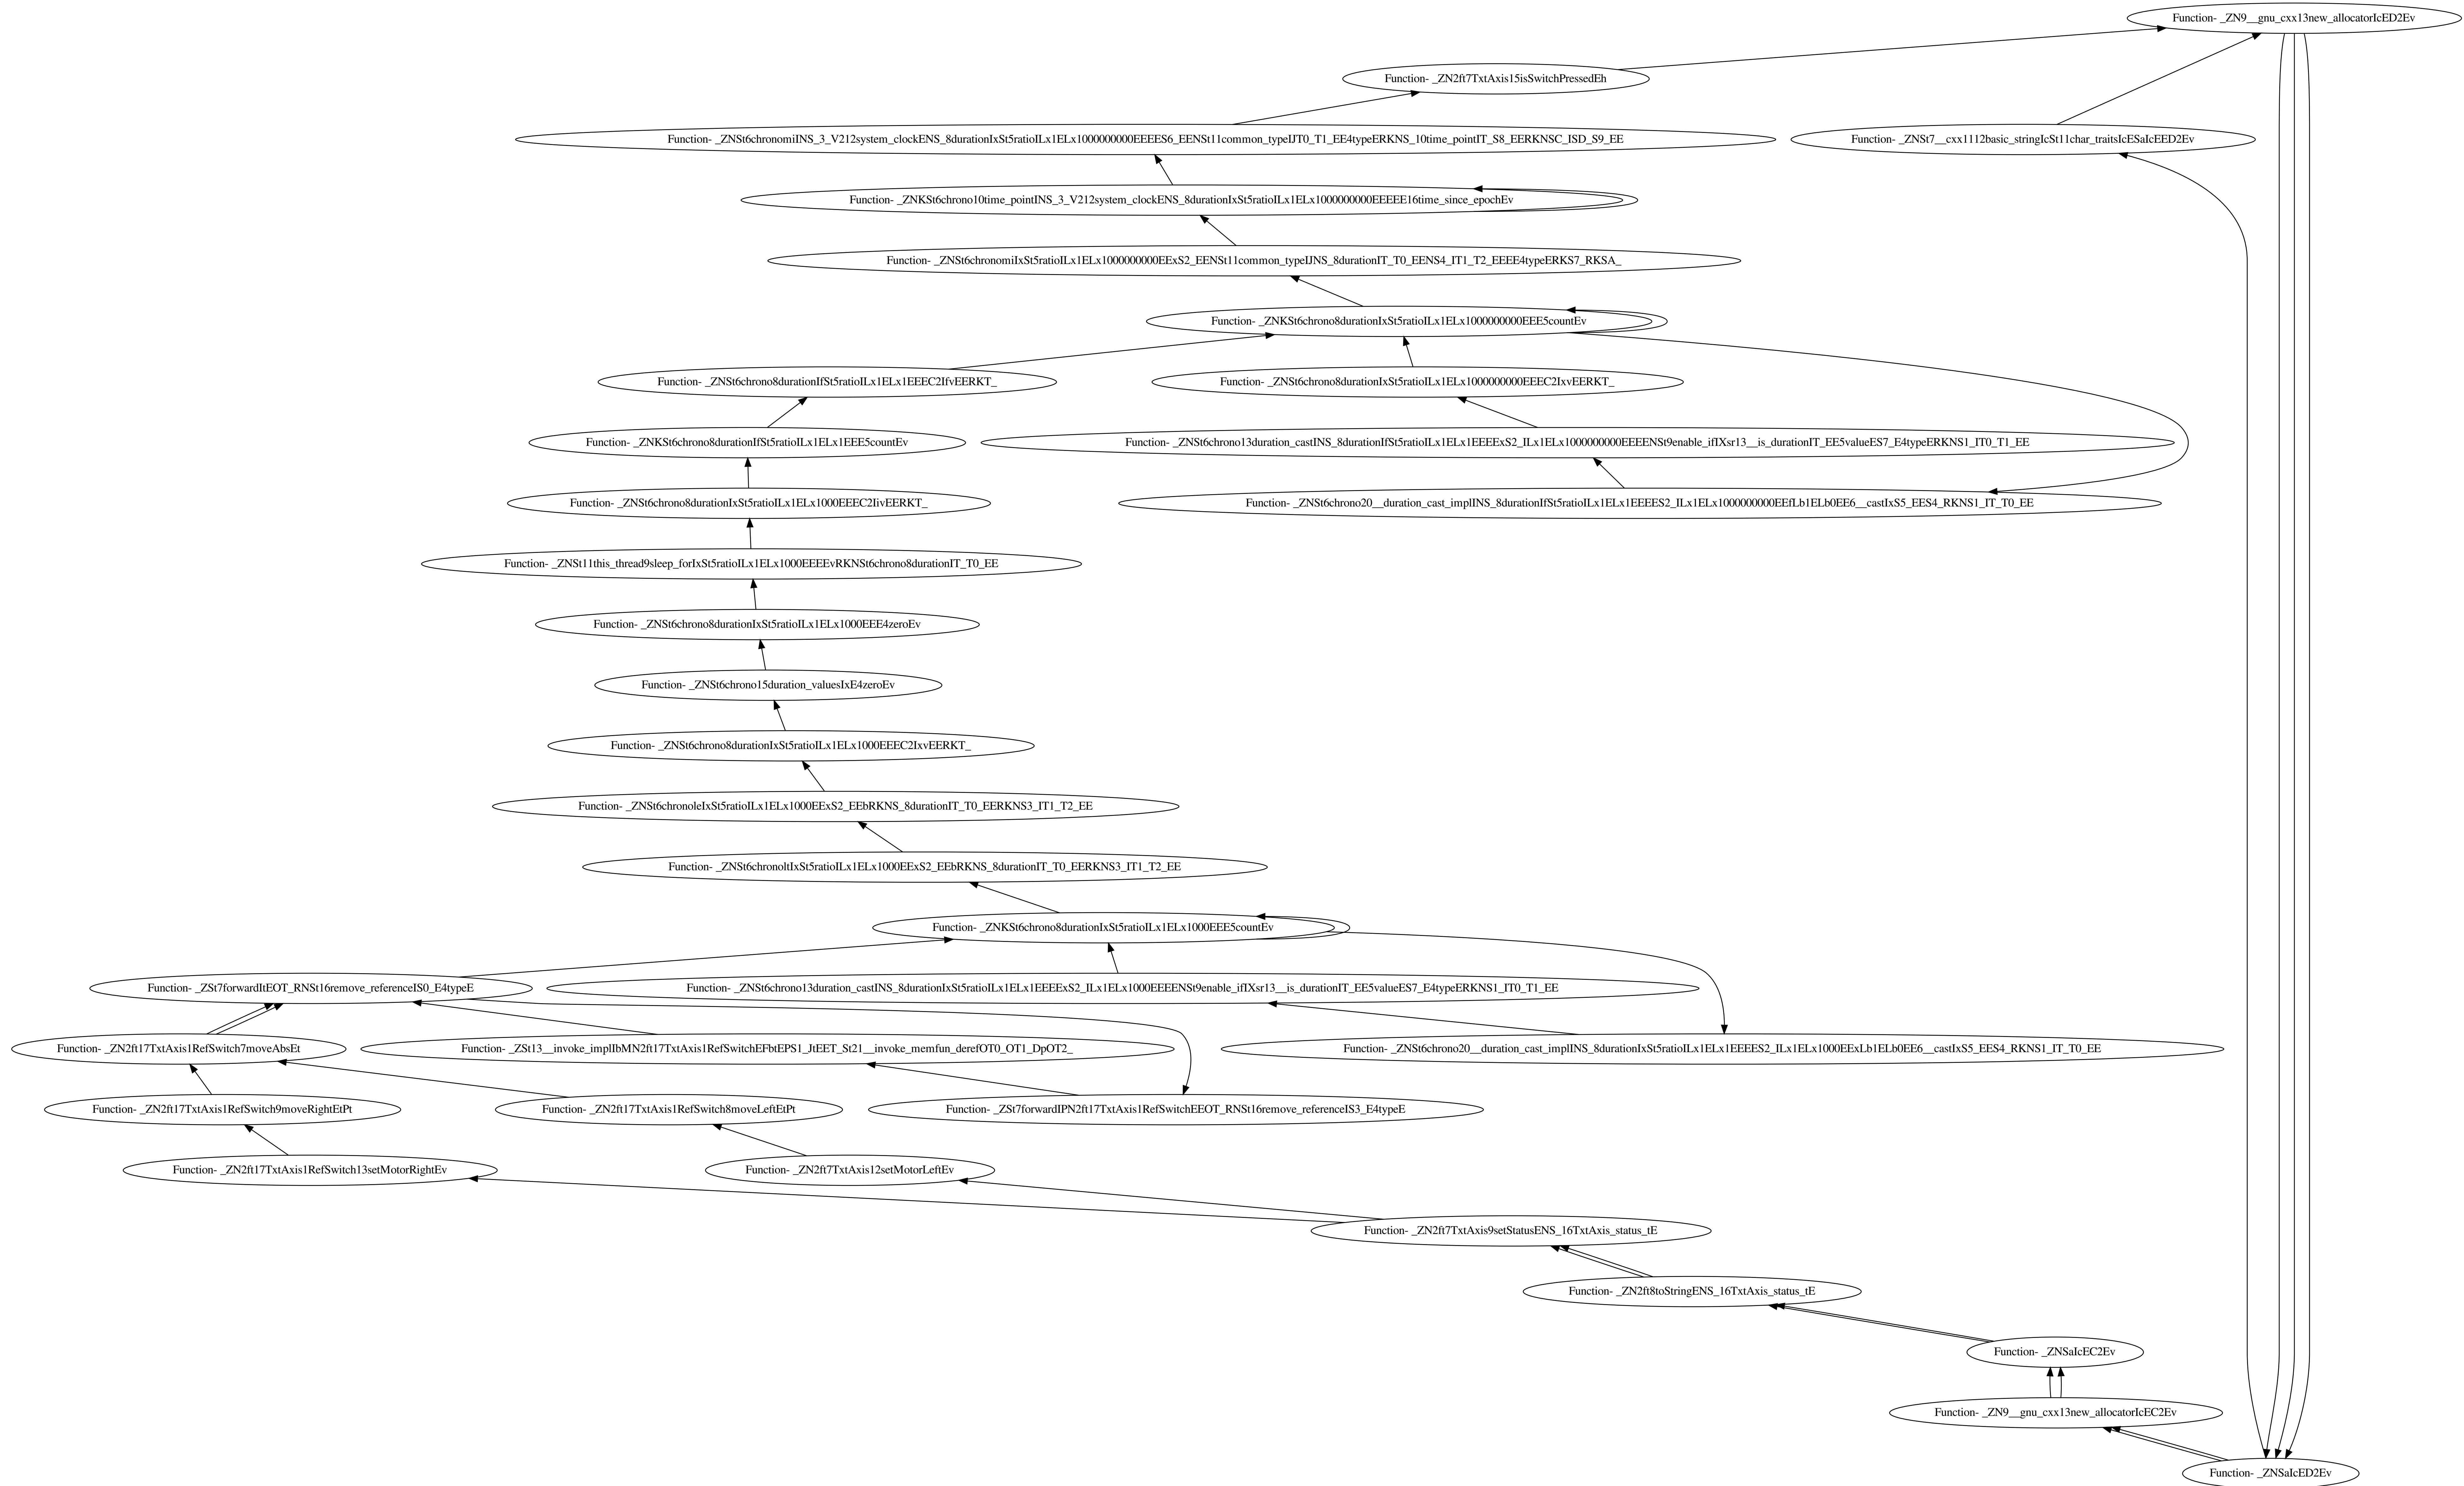 Function- _ZN9__gnu_cxx13new_allocatorIcED2Ev
Function- _ZN2ft7TxtAxis15isSwitchPressedEh
Function- _ZNSt6chronomiINS_3_V212system_clockENS_8durationIxSt5ratioILx1ELx1000000000EEEES6_EENSt11common_typeIJT0_T1_EE4typeERKNS_10time_pointIT_S8_EERKNSC_ISD_S9_EE
Function- _ZNSt7__cxx1112basic_stringIcSt11char_traitsIcESaIcEED2Ev
Function- _ZNKSt6chrono10time_pointINS_3_V212system_clockENS_8durationIxSt5ratioILx1ELx1000000000EEEEE16time_since_epochEv
Function- _ZNSt6chronomiIxSt5ratioILx1ELx1000000000EExS2_EENSt11common_typeIJNS_8durationIT_T0_EENS4_IT1_T2_EEEE4typeERKS7_RKSA_
Function- _ZNKSt6chrono8durationIxSt5ratioILx1ELx1000000000EEE5countEv
Function- _ZNSt6chrono8durationIfSt5ratioILx1ELx1EEEC2IfvEERKT_
Function- _ZNSt6chrono8durationIxSt5ratioILx1ELx1000000000EEEC2IxvEERKT_
Function- _ZNKSt6chrono8durationIfSt5ratioILx1ELx1EEE5countEv
Function- _ZNSt6chrono13duration_castINS_8durationIfSt5ratioILx1ELx1EEEExS2_ILx1ELx1000000000EEEENSt9enable_ifIXsr13__is_durationIT_EE5valueES7_E4typeERKNS1_IT0_T1_EE
Function- _ZNSt6chrono8durationIxSt5ratioILx1ELx1000EEEC2IivEERKT_
Function- _ZNSt6chrono20__duration_cast_implINS_8durationIfSt5ratioILx1ELx1EEEES2_ILx1ELx1000000000EEfLb1ELb0EE6__castIxS5_EES4_RKNS1_IT_T0_EE
Function- _ZNSt11this_thread9sleep_forIxSt5ratioILx1ELx1000EEEEvRKNSt6chrono8durationIT_T0_EE
Function- _ZNSt6chrono8durationIxSt5ratioILx1ELx1000EEE4zeroEv
Function- _ZNSt6chrono15duration_valuesIxE4zeroEv
Function- _ZNSt6chrono8durationIxSt5ratioILx1ELx1000EEEC2IxvEERKT_
Function- _ZNSt6chronoleIxSt5ratioILx1ELx1000EExS2_EEbRKNS_8durationIT_T0_EERKNS3_IT1_T2_EE
Function- _ZNSt6chronoltIxSt5ratioILx1ELx1000EExS2_EEbRKNS_8durationIT_T0_EERKNS3_IT1_T2_EE
Function- _ZNKSt6chrono8durationIxSt5ratioILx1ELx1000EEE5countEv
Function- _ZSt7forwardItEOT_RNSt16remove_referenceIS0_E4typeE
Function- _ZNSt6chrono13duration_castINS_8durationIxSt5ratioILx1ELx1EEEExS2_ILx1ELx1000EEEENSt9enable_ifIXsr13__is_durationIT_EE5valueES7_E4typeERKNS1_IT0_T1_EE
Function- _ZN2ft17TxtAxis1RefSwitch7moveAbsEt
Function- _ZSt13__invoke_implIbMN2ft17TxtAxis1RefSwitchEFbtEPS1_JtEET_St21__invoke_memfun_derefOT0_OT1_DpOT2_
Function- _ZNSt6chrono20__duration_cast_implINS_8durationIxSt5ratioILx1ELx1EEEES2_ILx1ELx1000EExLb1ELb0EE6__castIxS5_EES4_RKNS1_IT_T0_EE
Function- _ZN2ft17TxtAxis1RefSwitch9moveRightEtPt
Function- _ZN2ft17TxtAxis1RefSwitch8moveLeftEtPt
Function- _ZSt7forwardIPN2ft17TxtAxis1RefSwitchEEOT_RNSt16remove_referenceIS3_E4typeE
Function- _ZN2ft17TxtAxis1RefSwitch13setMotorRightEv
Function- _ZN2ft7TxtAxis12setMotorLeftEv
Function- _ZN2ft7TxtAxis9setStatusENS_16TxtAxis_status_tE
Function- _ZN2ft8toStringENS_16TxtAxis_status_tE
Function- _ZNSaIcEC2Ev
Function- _ZN9__gnu_cxx13new_allocatorIcEC2Ev
Function- _ZNSaIcED2Ev